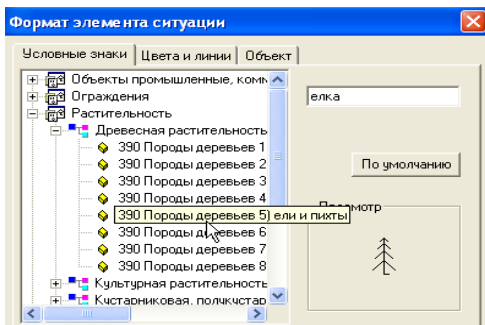 Формат элемента ситуации
Условные знаки
Цвета и линии
Объект
Объекты промышленные, комм
Ограждения
Растительность
Древесная растительность
390 Породы деревьев 1
390 Породы деревьев 2
390 Породы деревьев 3
390 Породы деревьев 4
390 Породы деревьев 5) ели и пихты
390 Породы деревьев 6
390 Породы деревьев 7
390 Породы деревьев 8
Культурная растительность
Кустарниковая, полукустар
елка
По умолчанию
Просмотр